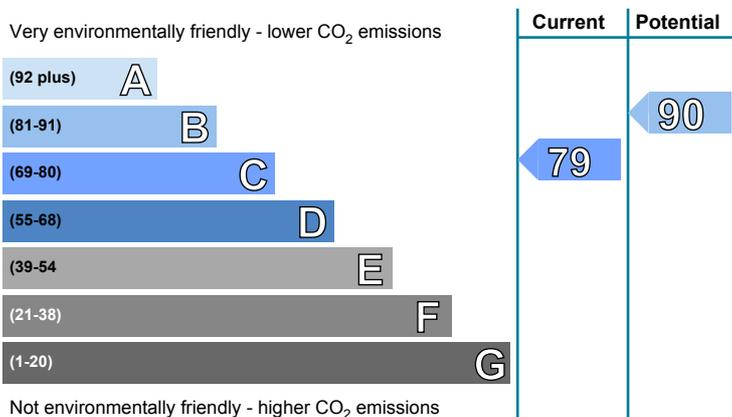 Current Potential
Very environmentally friendly - lower CO2 emissions
(92 plus) A
90
(81-91) B
79
(69-80) C
(55-68) D
(39-54 E
(21-38) F
(1-20) G
Not environmentally friendly - higher CO2 emissions